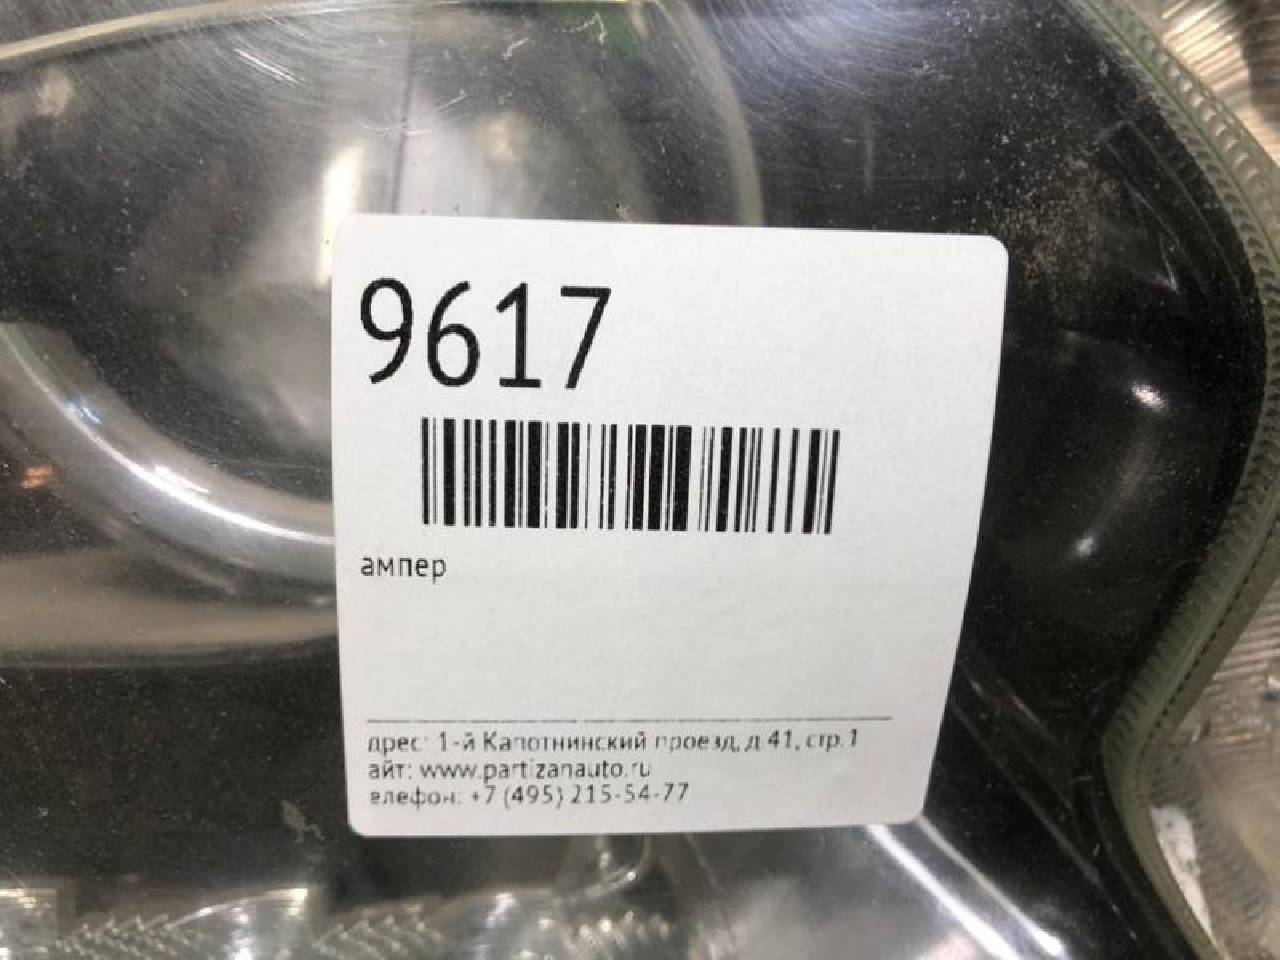 9617
ампер
дрес: 1-й Капотнинский проезд, д 41, стр.1
айт: www.partizanauto.ru
елефон: +7 (495) 215-54-77